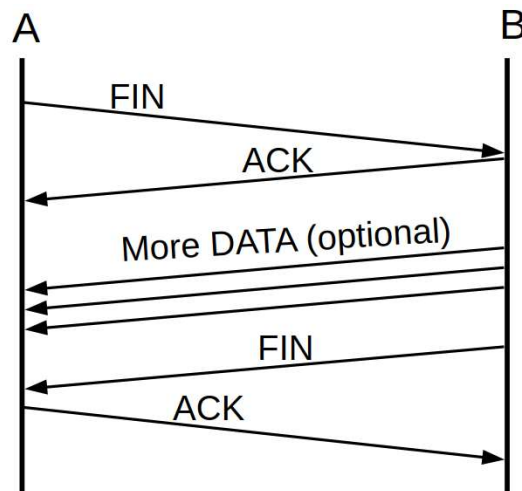 A
B
FIN
ACK
More DATA (optional)
FIN
ACK